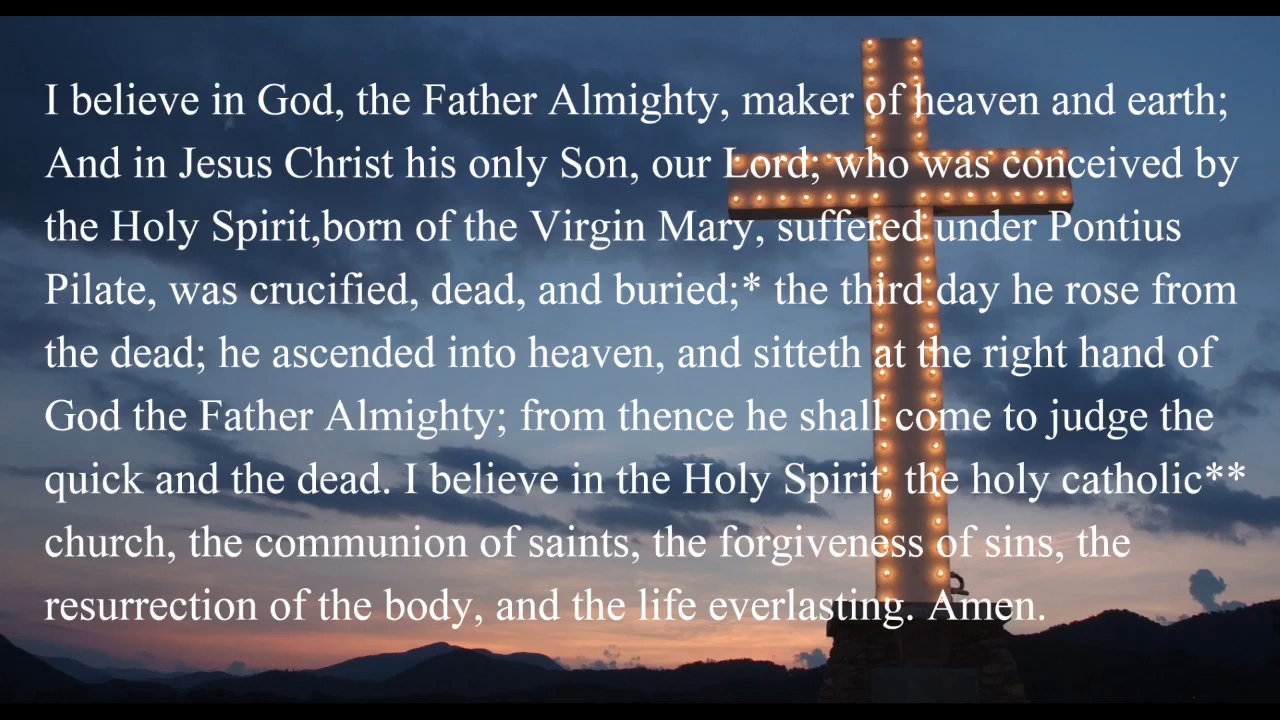 I believe in God, the Father Almighty, maker of heaven and earth;
And in Jesus Christ his only Son, our Lord; who was conceived by
the Holy Spirit,born of the Virgin Mary, suffered under Pontius
Pilate, was crucified, dead, and buried;* the third day he rose from
the dead; he ascended into heaven, and sitteth at the right hand of
God the Father Almighty; from thence he shall come to judge the
quick and the dead. I believe in the Holy Spirit, the holy catholic**
church, the communion of saints, the forgiveness of sins, the
resurrection of the body, and the life everlasting. Amen.